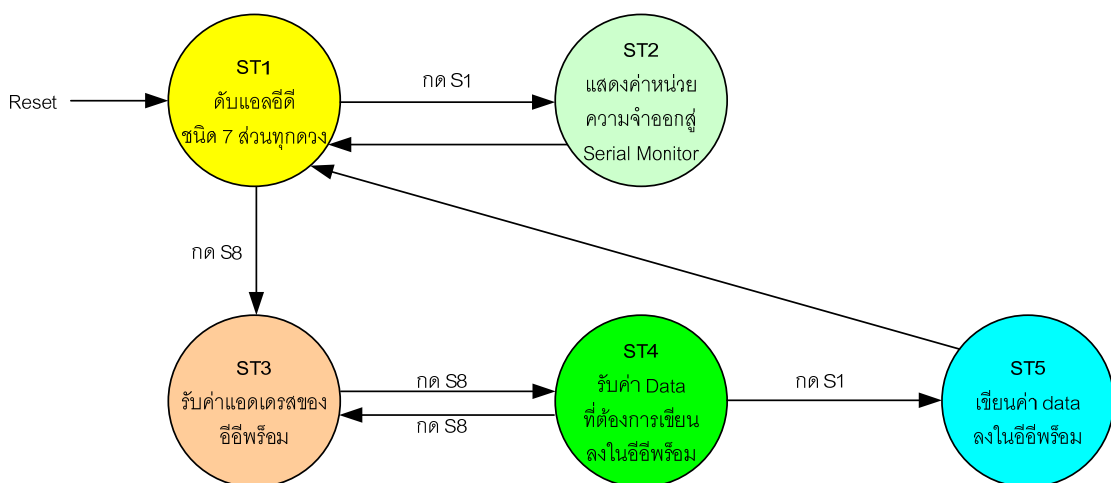 Reset
ST1
ดับแอลอีดี
ชนิด 7 ส่วนทุกดวง
กด S1
ST2
แสดงค่าหน่วย
ความจำออกสู่
Serial Monitor
กด S8
ST3
รับค่าแอดเดรสของ
อีอีพร็อม
กด S8
กด S8
ST4
รับค่า Data
ที่ต้องการเขียน
ลงในอีอีพร็อม
กด S1
ST5
เขียนค่า data
ลงในอีอีพร็อม